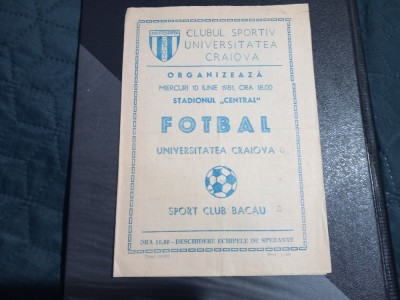 CLUBUL SPORTIV
UNIVERSITATEA
CRAIOVA
ORGANIZEAZĂ
MIERCURI 10 IUNIE 1981, ORA 18.00
STADIONUL „CENTRAL"
FOTBAL
UNIVERSITATEA CRAIOVA
SPORT CLUB BACĂU
ORA 16,00 - DESCHIDERE ECHIPELE DE SPERANȚE